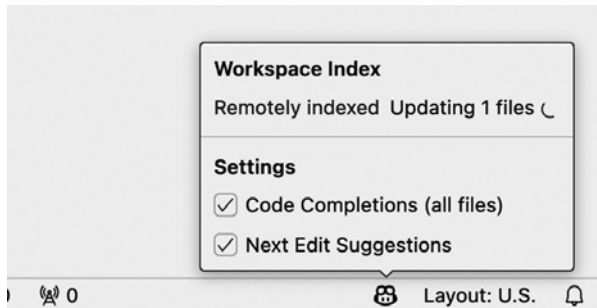 Workspace Index
Remotely indexed Updating 1 files
Settings
Code Completions (all files)
Next Edit Suggestions
0 Layout: U.S.